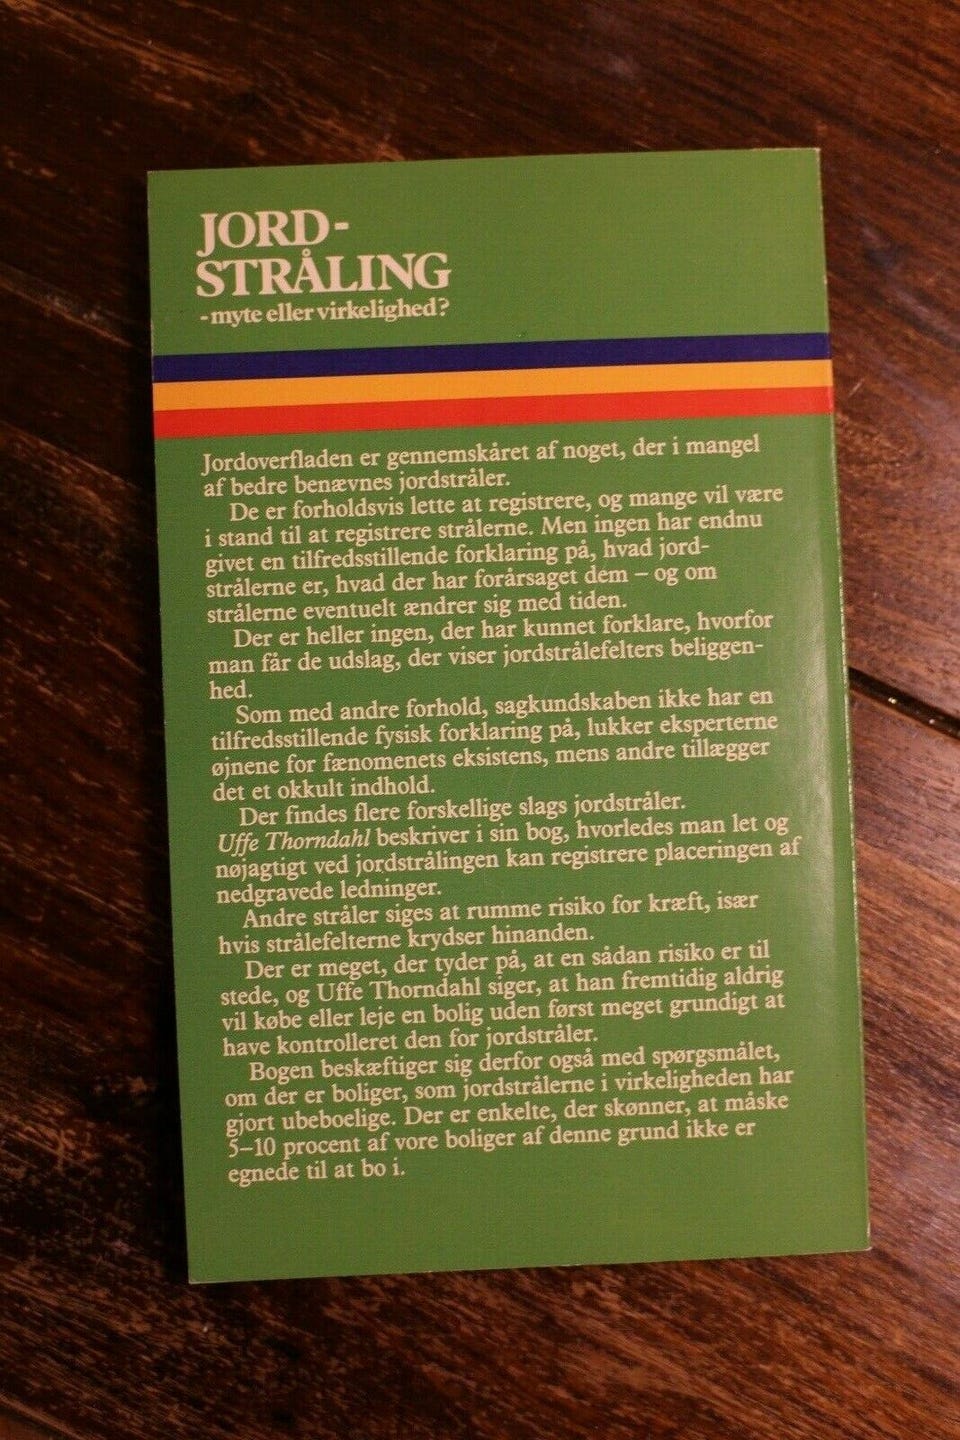 JORD-
STRÅLING
- myte eller virkelighed?
Jordoverfladen er gennemskåret af noget, der i mangel
af bedre benævnes jordstråler.
De er forholdsvis lette at registrere, og mange vil være
i stand til at registrere strålerne. Men ingen har endnu
givet en tilfredsstillende forklaring på, hvad jord-
strålerne er, hvad der har forårsaget dem – og om
strålerne eventuelt ændrer sig med tiden.
Der er heller ingen, der har kunnet forklare, hvorfor
man får de udslag, der viser jordstrålefelters beliggen-
hed.
Som med andre forhold, sagkundskaben ikke har en
tilfredsstillende fysisk forklaring på, lukker eksperterne
øjnene for fænomenets eksistens, mens andre tillægger
det et okkult indhold.
Der findes flere forskellige slags jordstråler.
Uffe Thorndahl beskriver i sin bog, hvorledes man let og
nøjagtigt ved jordstrålingen kan registrere placeringen af
nedgravede ledninger.
Andre stråler siges at rumme risiko for kræft, især
hvis strålefelterne krydser hinanden.
Der er meget, der tyder på, at en sådan risiko er til
stede, og Uffe Thorndahl siger, at han fremtidig aldrig
vil købe eller leje en bolig uden først meget grundigt at
have kontrolleret den for jordstråler.
Bogen beskæftiger sig derfor også med spørgsmålet,
om der er boliger, som jordstrålerne i virkeligheden har
gjort ubeboelige. Der er enkelte, der skønner, at måske
5–10 procent af vore boliger af denne grund ikke er
egnede til at bo i.